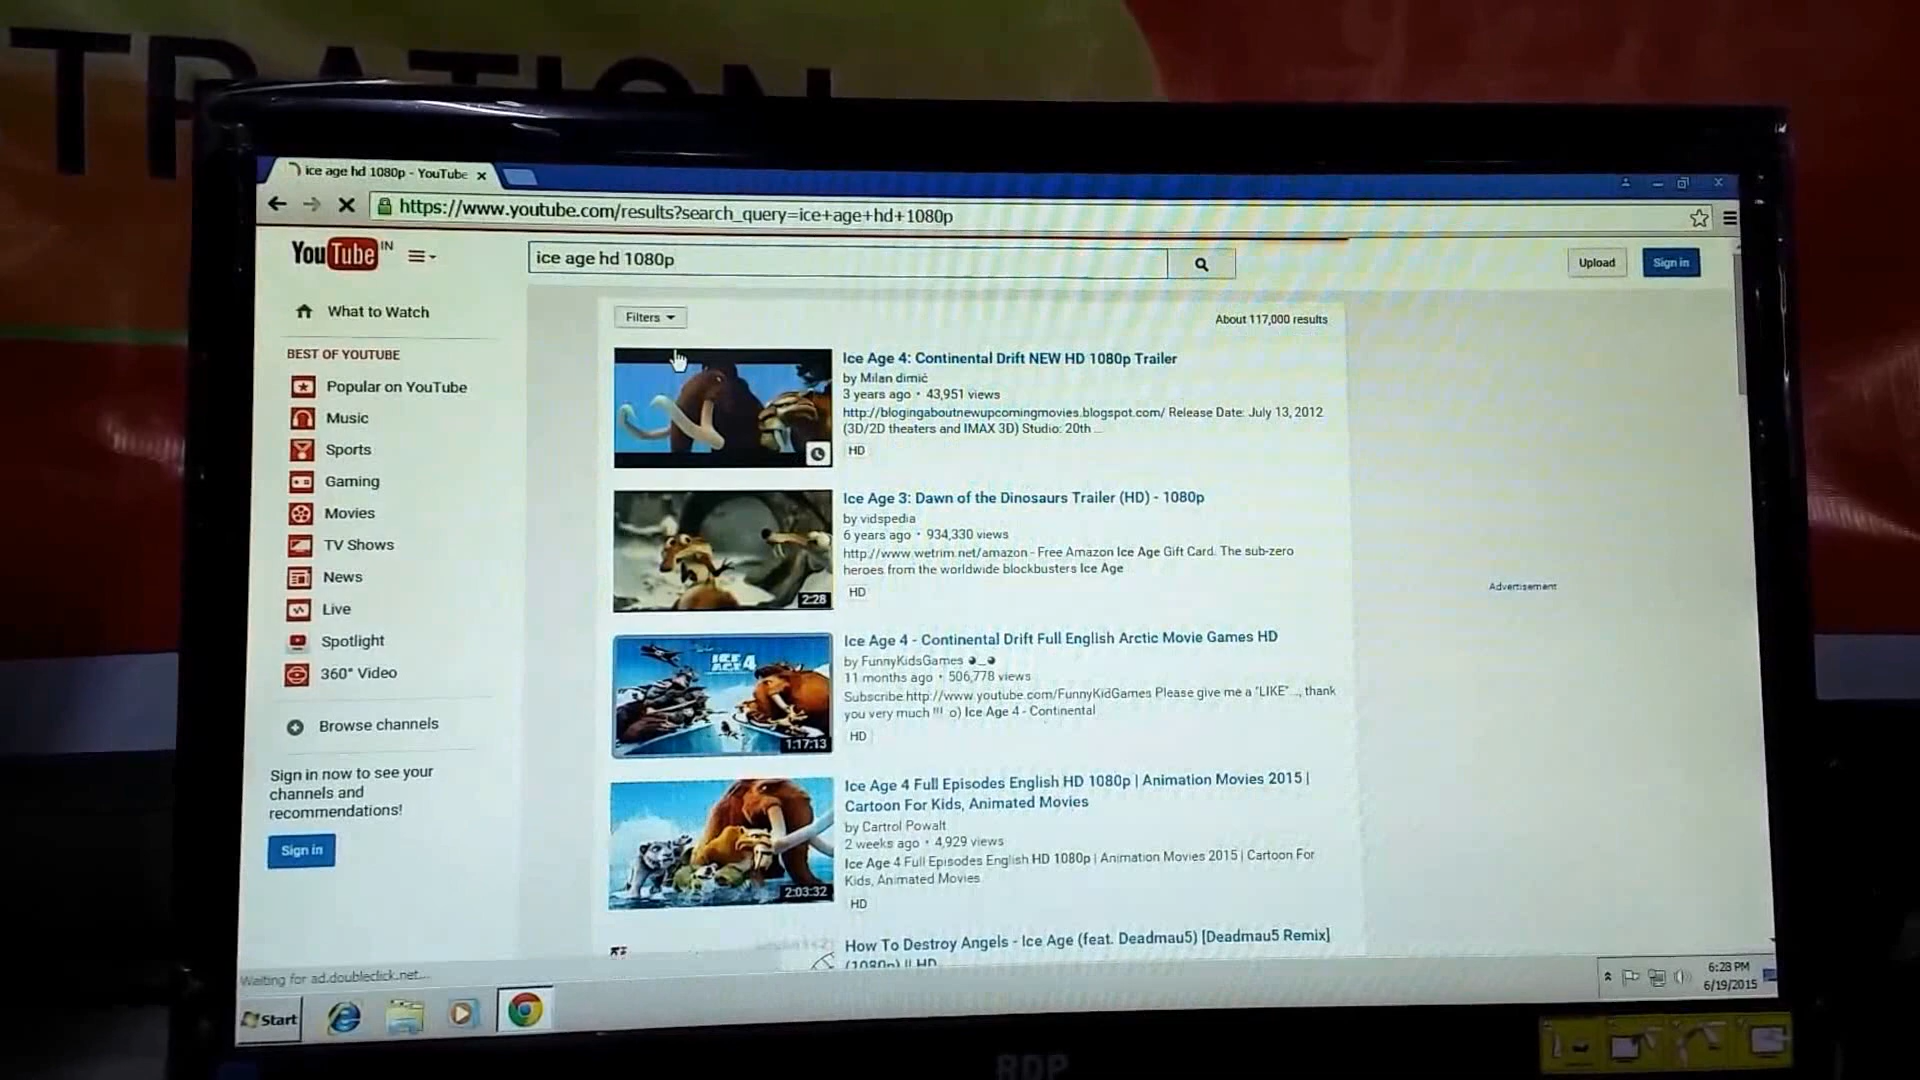 TRATION
ice age hd 1080p - YouTube
https://www.youtube.com/results?search_query=ice+age+hd+1080p
YouTube IN
ice age hd 1080p
Upload
Sign in
What to Watch
BEST OF YOUTUBE
Popular on YouTube
Music
Sports
Gaming
Movies
TV Shows
News
Live
Spotlight
360° Video
Browse channels
Sign in now to see your
channels and
recommendations!
Sign in
Filters
About 117,000 results
Ice Age 4: Continental Drift NEW HD 1080p Trailer
by Milan dimić
3 years ago • 43,951 views
http://blogingaboutnewupcomingmovies.blogspot.com/ Release Date: July 13, 2012
(3D/2D theaters and IMAX 3D) Studio: 20th ...
HD
Ice Age 3: Dawn of the Dinosaurs Trailer (HD) - 1080p
by vidspedia
6 years ago • 934,330 views
http://www.wetrim.net/amazon - Free Amazon Ice Age Gift Card. The sub-zero
heroes from the worldwide blockbusters Ice Age
2:28
HD
Ice Age 4 - Continental Drift Full English Arctic Movie Games HD
by FunnyKidsGames ◕_◕
11 months ago • 506,778 views
Subscribe http://www.youtube.com/FunnyKidGames Please give me a "LIKE"..., thank
you very much !!! :o) Ice Age 4 - Continental
ICE AGE 4
1:17:13
HD
Ice Age 4 Full Episodes English HD 1080p | Animation Movies 2015 |
Cartoon For Kids, Animated Movies
by Cartrol Powalt
2 weeks ago • 4,929 views
Ice Age 4 Full Episodes English HD 1080p | Animation Movies 2015 | Cartoon For
Kids, Animated Movies
2:03:32
HD
How To Destroy Angels - Ice Age (feat. Deadmau5) [Deadmau5 Remix]
(1080p) || HD
Advertisement
Waiting for ad.doubleclick.net...
Start
6:28 PM
6/19/2015
RDP